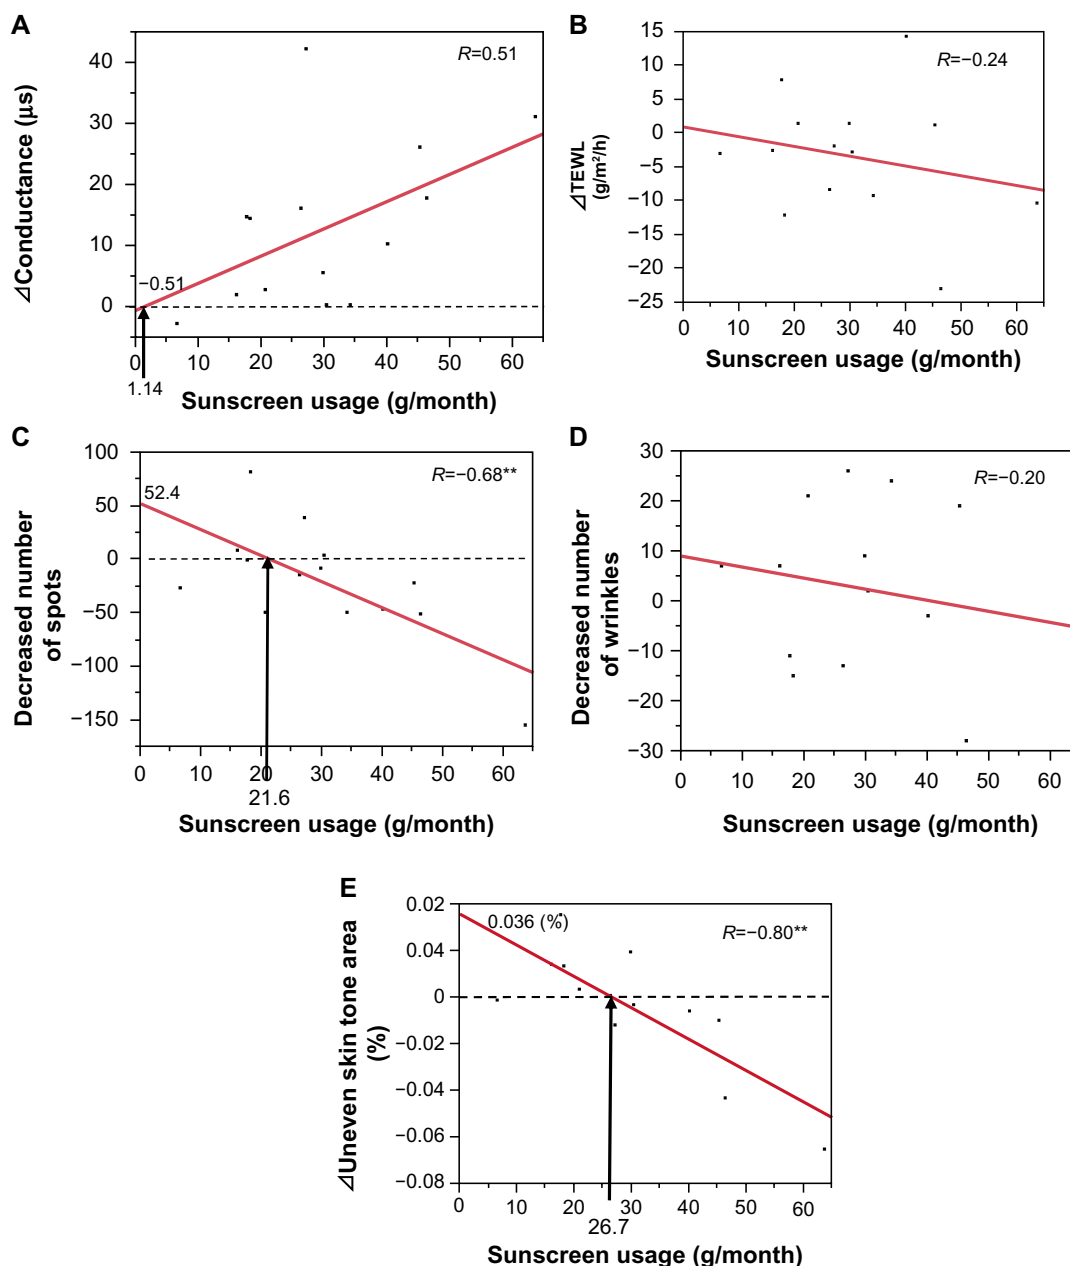 A
R=0.51
ΔConductance (μs)
40
30
20
10
0
−0.51
0 10 20 30 40 50 60
1.14
Sunscreen usage (g/month)
B
R=−0.24
ΔTEWL
(g/m²/h)
15
10
5
0
−5
−10
−15
−20
−25
0 10 20 30 40 50 60
Sunscreen usage (g/month)
C
R=−0.68**
Decreased number
of spots
100
50
0
−50
−100
−150
52.4
0 10 20 30 40 50 60
21.6
Sunscreen usage (g/month)
D
R=−0.20
Decreased number
of wrinkles
30
20
10
0
−10
−20
−30
0 10 20 30 40 50 60
Sunscreen usage (g/month)
E
R=−0.80**
ΔUneven skin tone area
(%)
0.02
0.04
0
−0.02
−0.04
−0.06
−0.08
0.036 (%)
0 10 20 30 40 50 60
26.7
Sunscreen usage (g/month)